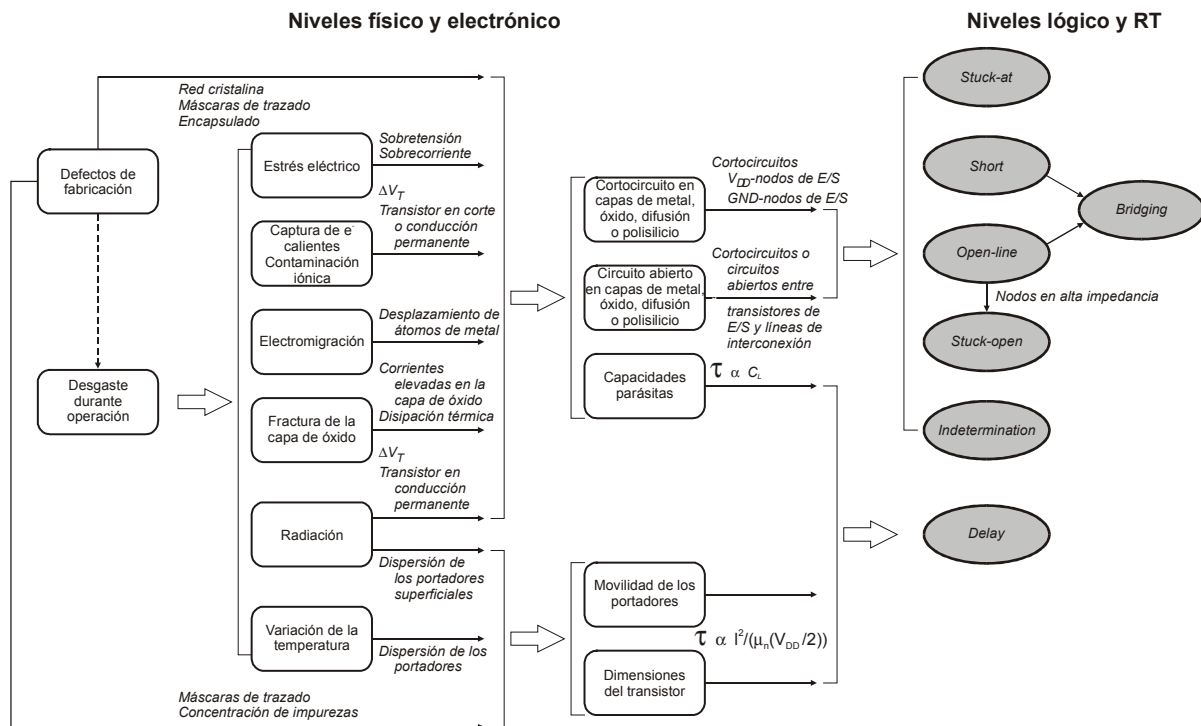 Niveles físico y electrónico
Niveles lógico y RT
Red cristalina
Máscaras de trazado
Encapsulado
Defectos de
fabricación
Desgaste
durante
operación
Estrés eléctrico
Sobretensión
Sobrecorriente
Captura de e⁻
calientes
Contaminación
iónica
ΔV_T
Transistor en corte
o conducción
permanente
Electromigración
Desplazamiento de
átomos de metal
Fractura de la
capa de óxido
Corrientes
elevadas en la
capa de óxido
Disipación térmica
Radiación
ΔV_T
Transistor en
conducción
permanente
Dispersión de
los portadores
superficiales
Variación de la
temperatura
Dispersión de los
portadores
Máscaras de trazado
Concentración de impurezas
Cortocircuito en
capas de metal,
óxido, difusión
o polisilicio
Cortocircuitos
V_DD-nodos de E/S
GND-nodos de E/S
Circuito abierto
en capas de metal,
óxido, difusión
o polisilicio
Cortocircuitos o
circuitos
abiertos entre
transistores de
E/S y líneas de
interconexión
Capacidades
parásitas
τ α C_L
Movilidad de los
portadores
τ α l²/(μ_n(V_DD/2))
Dimensiones
del transistor
Stuck-at
Short
Bridging
Open-line
Nodos en alta impedancia
Stuck-open
Indetermination
Delay